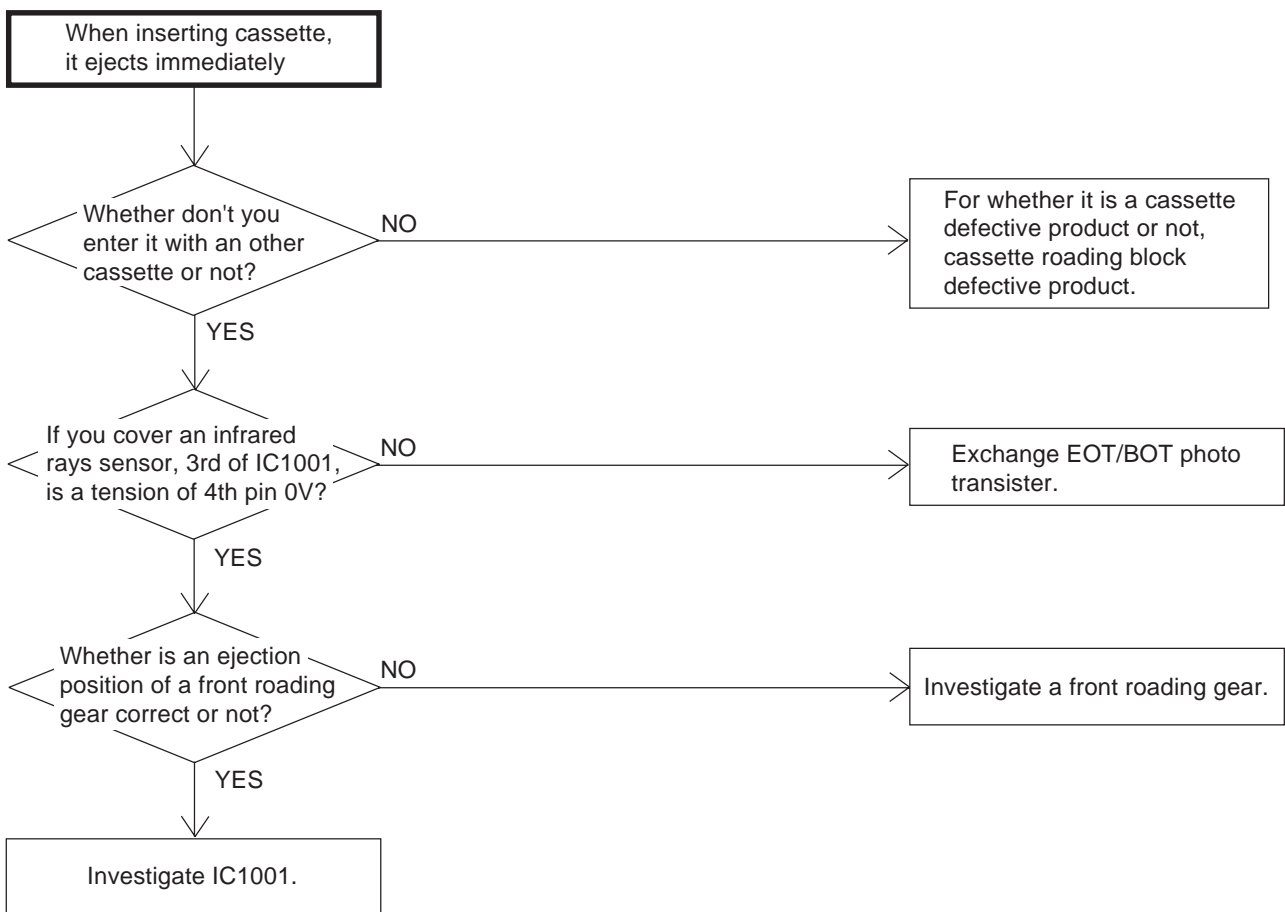 When inserting cassette,
it ejects immediately
Whether don't you
enter it with an other
cassette or not?
NO
For whether it is a cassette
defective product or not,
cassette roading block
defective product.
YES
If you cover an infrared
rays sensor, 3rd of IC1001,
is a tension of 4th pin 0V?
NO
Exchange EOT/BOT photo
transister.
YES
Whether is an ejection
position of a front roading
gear correct or not?
NO
Investigate a front roading gear.
YES
Investigate IC1001.